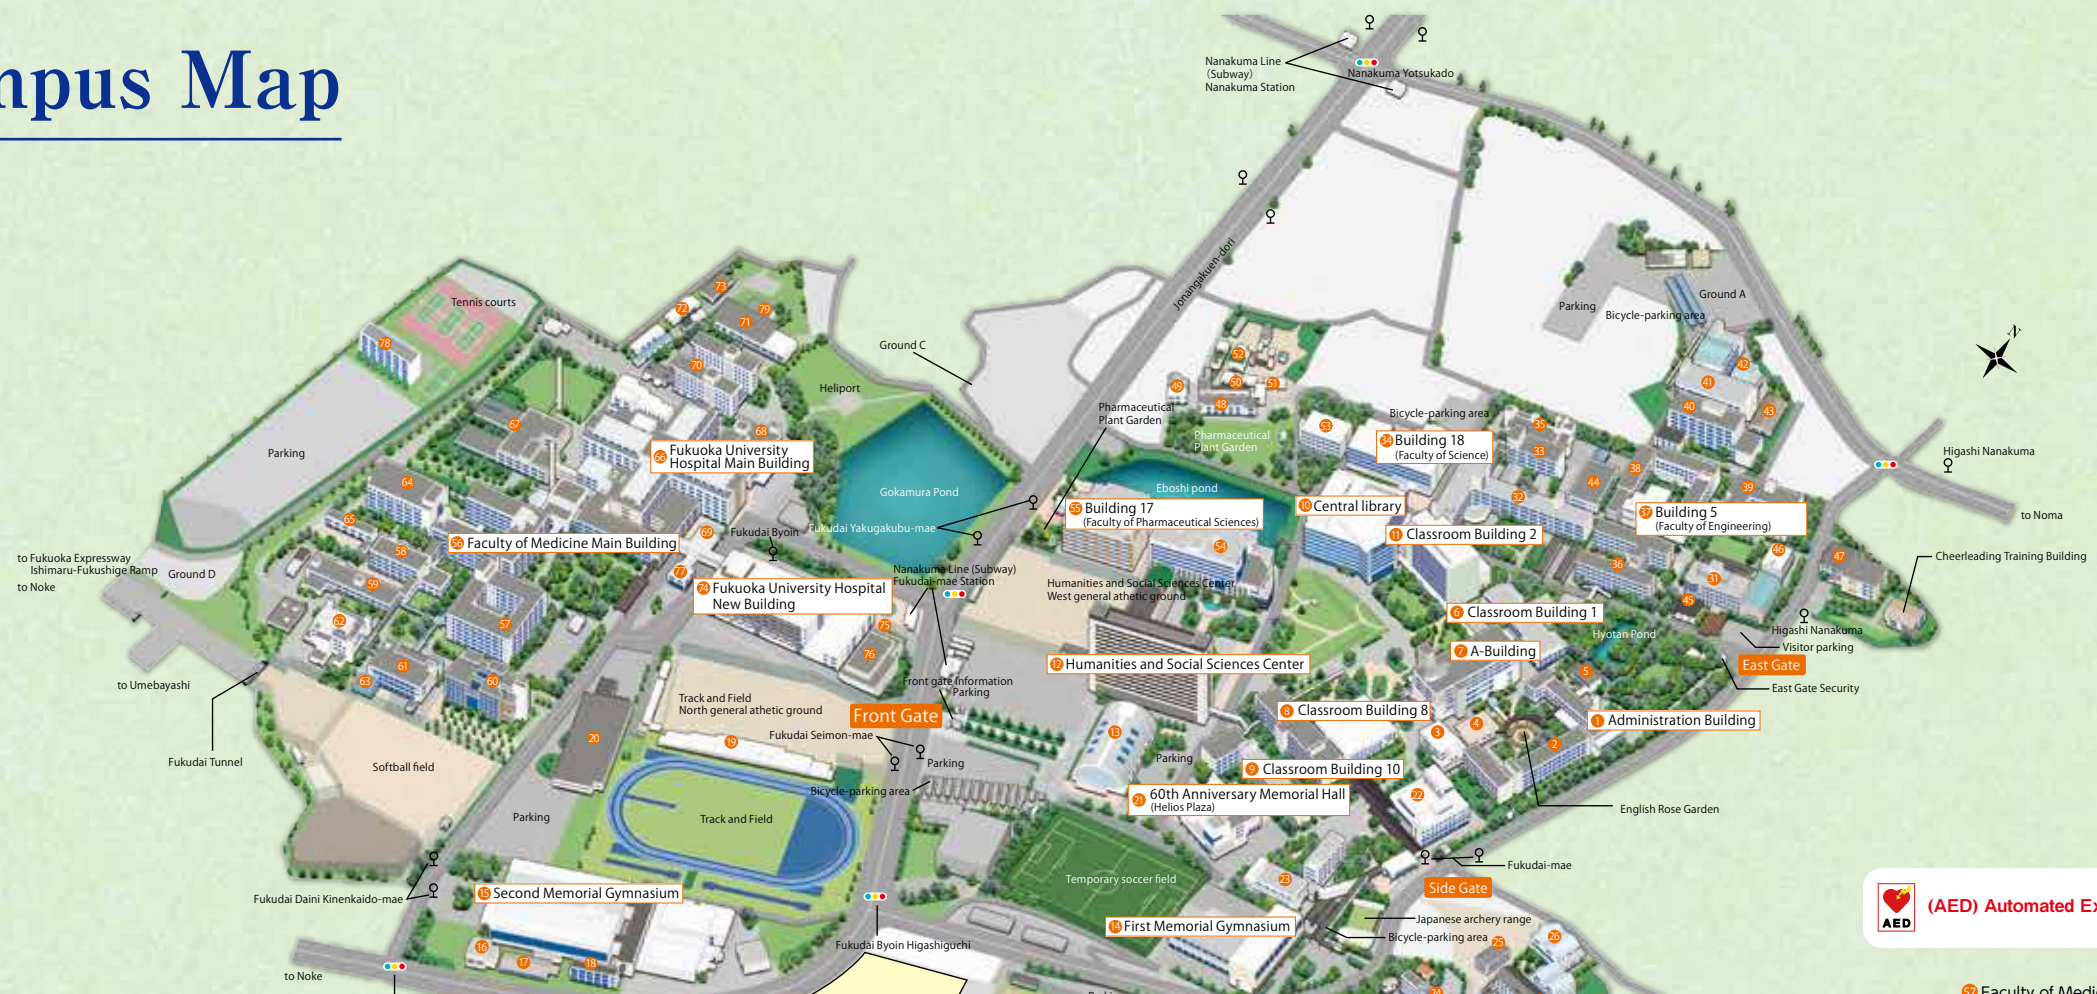 mpus Map
Nanakuma Line
(Subway)
Nanakuma Station
Nanakuma Yotsukado
Jonangakuen-dori
Tennis courts
73
72
79
71
78
70
Heliport
Ground C
Parking
Ground A
Bicycle-parking area
N
52
49
50
51
48
42
41
40
43
Pharmaceutical
Plant Garden
Pharmaceutical
Plant Garden
Bicycle-parking area
53
35
34 Building 18
(Faculty of Science)
33
67
68
66 Fukuoka University
Hospital Main Building
Parking
64
65
58
59
56 Faculty of Medicine Main Building
69
Fukudai Byoin
77
Gokamura Pond
Fukudai Yakugakubu-mae
Eboshi pond
55 Building 17
(Faculty of Pharmaceutical Sciences)
54
10 Central library
11 Classroom Building 2
32
44
38
39
37 Building 5
(Faculty of Engineering)
Higashi Nanakuma
to Noma
46
47
Cheerleading Training Building
36
31
45
to Fukuoka Expressway
Ishimaru-Fukushige Ramp
to Noke
Ground D
62
57
61
63
60
74 Fukuoka University Hospital
New Building
75
76
Nanakuma Line (Subway)
Fukudai-mae Station
Humanities and Social Sciences Center
West general athetic ground
6 Classroom Building 1
7 A-Building
Hyotan Pond
5
Higashi Nanakuma
Visitor parking
East Gate
East Gate Security
12 Humanities and Social Sciences Center
to Umebayashi
Fukudai Tunnel
Softball field
20
Track and Field
North general athetic ground
Front gate information
Parking
Front Gate
Fukudai Seimon-mae
19
Parking
Bicycle-parking area
13
Parking
8 Classroom Building 8
3
4
1 Administration Building
2
9 Classroom Building 10
21 60th Anniversary Memorial Hall
(Helios Plaza)
22
English Rose Garden
Parking
Track and Field
Temporary soccer field
Fukudai-mae
Side Gate
23
Fukudai Daini Kinenkaido-mae
15 Second Memorial Gymnasium
16
17
18
to Noke
Fukudai Byoin Higashiguchi
14 First Memorial Gymnasium
Japanese archery range
Bicycle-parking area
25
26
24
AED
(AED) Automated Ex
57 Faculty of Medi